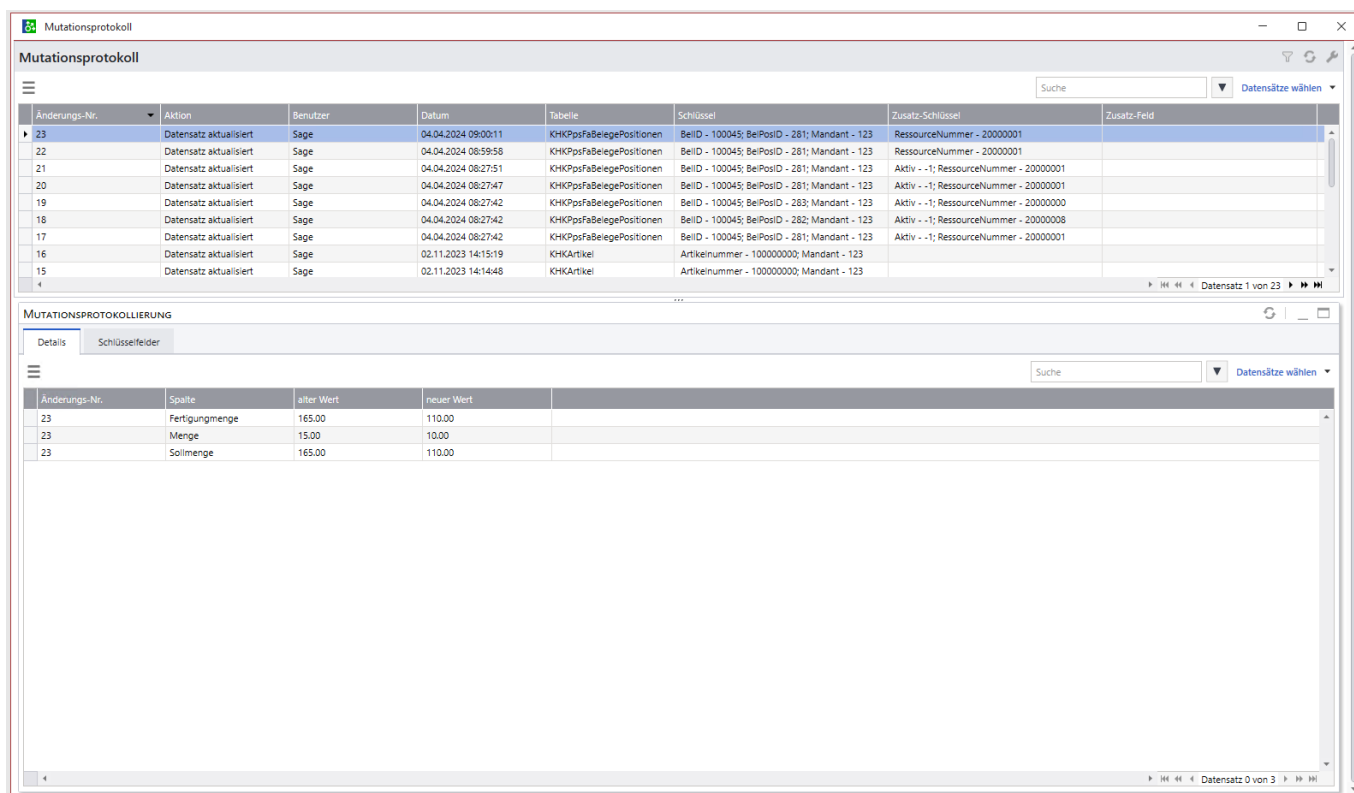 Mutationsprotokoll
Mutationsprotokoll
Suche Datensätze wählen
Änderungs-Nr. Aktion Benutzer Datum Tabelle Schlüssel Zusatz-Schlüssel Zusatz-Feld
23 Datensatz aktualisiert Sage 04.04.2024 09:00:11 KHKPpsFaBelegePositionen BelID - 100045; BelPosID - 281; Mandant - 123 RessourceNummer - 20000001
22 Datensatz aktualisiert Sage 04.04.2024 08:59:58 KHKPpsFaBelegePositionen BelID - 100045; BelPosID - 281; Mandant - 123 RessourceNummer - 20000001
21 Datensatz aktualisiert Sage 04.04.2024 08:27:51 KHKPpsFaBelegePositionen BelID - 100045; BelPosID - 281; Mandant - 123 Aktiv - -1; RessourceNummer - 20000001
20 Datensatz aktualisiert Sage 04.04.2024 08:27:47 KHKPpsFaBelegePositionen BelID - 100045; BelPosID - 281; Mandant - 123 Aktiv - -1; RessourceNummer - 20000001
19 Datensatz aktualisiert Sage 04.04.2024 08:27:42 KHKPpsFaBelegePositionen BelID - 100045; BelPosID - 283; Mandant - 123 Aktiv - -1; RessourceNummer - 20000000
18 Datensatz aktualisiert Sage 04.04.2024 08:27:42 KHKPpsFaBelegePositionen BelID - 100045; BelPosID - 282; Mandant - 123 Aktiv - -1; RessourceNummer - 20000008
17 Datensatz aktualisiert Sage 04.04.2024 08:27:42 KHKPpsFaBelegePositionen BelID - 100045; BelPosID - 281; Mandant - 123 Aktiv - -1; RessourceNummer - 20000001
16 Datensatz aktualisiert Sage 02.11.2023 14:15:19 KHKArtikel Artikelnummer - 100000000; Mandant - 123
15 Datensatz aktualisiert Sage 02.11.2023 14:14:48 KHKArtikel Artikelnummer - 100000000; Mandant - 123
Datensatz 1 von 23
MUTATIONSPROTOKOLLIERUNG
Details Schlüsselfelder
Suche Datensätze wählen
Änderungs-Nr. Spalte alter Wert neuer Wert
23 Fertigungmenge 165.00 110.00
23 Menge 15.00 10.00
23 Sollmenge 165.00 110.00
Datensatz 0 von 3